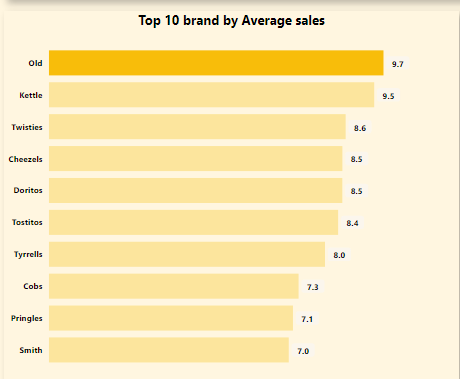 Top 10 brand by Average sales
Old 9.7
Kettle 9.5
Twisties 8.6
Cheezels 8.5
Doritos 8.5
Tostitos 8.4
Tyrrells 8.0
Cobs 7.3
Pringles 7.1
Smith 7.0